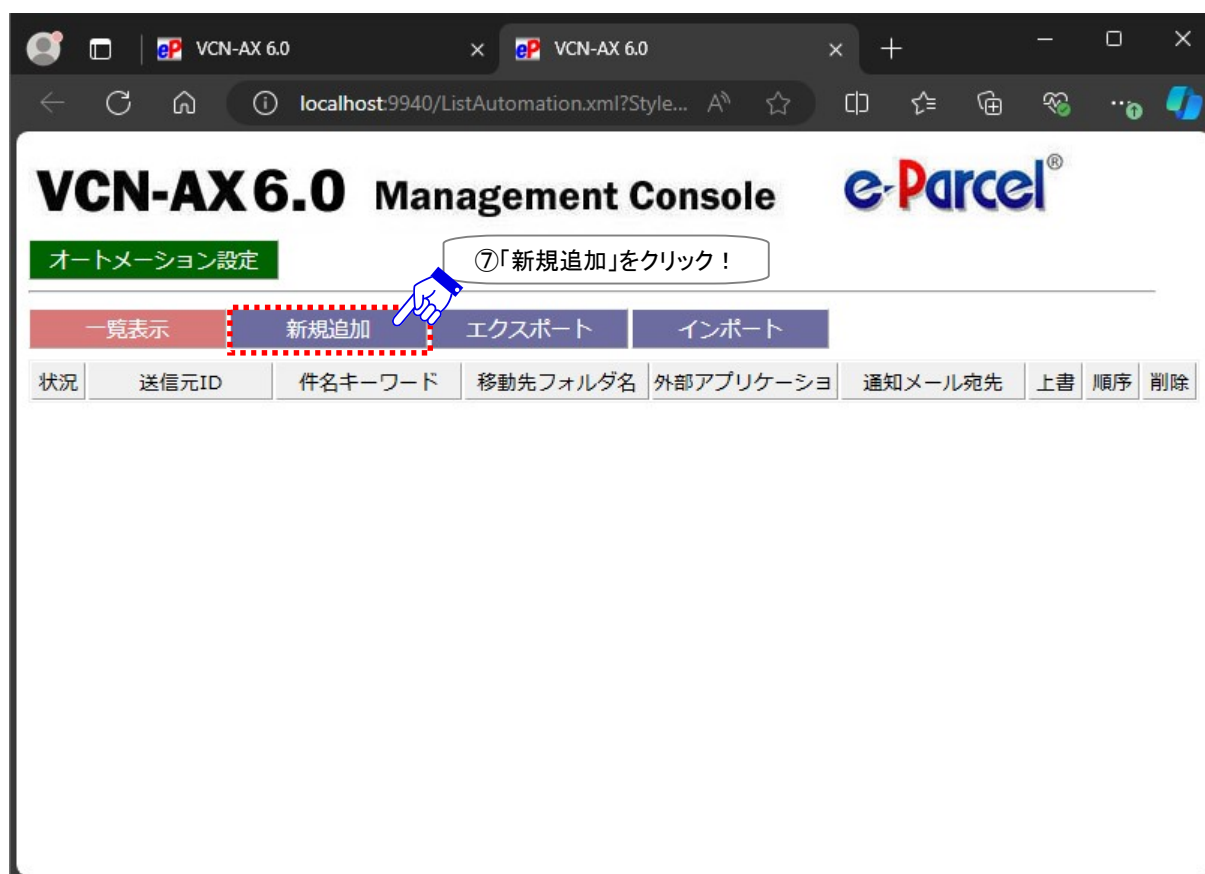 VCN-AX 6.0
VCN-AX 6.0
localhost:9940/ListAutomation.xml?Style...
VCN-AX 6.0 Management Console e-Parcel®
オートメーション設定
⑦「新規追加」をクリック！
一覧表示 新規追加 エクスポート インポート
状況 送信元ID 件名キーワード 移動先フォルダ名 外部アプリケーショ 通知メール宛先 上書 順序 削除